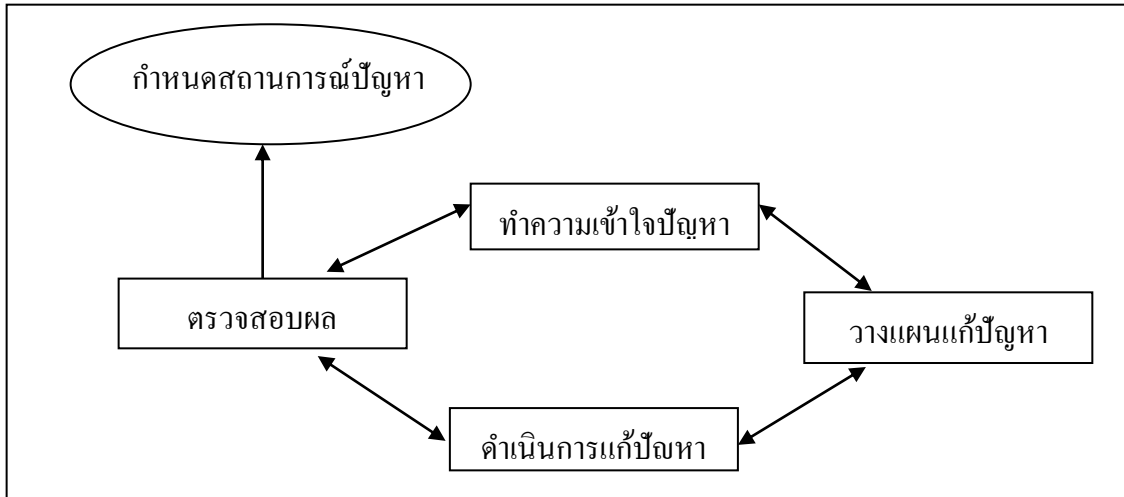 กำหนดสถานการณ์ปัญหา
ทำความเข้าใจปัญหา
ตรวจสอบผล
วางแผนแก้ปัญหา
ดำเนินการแก้ปัญหา